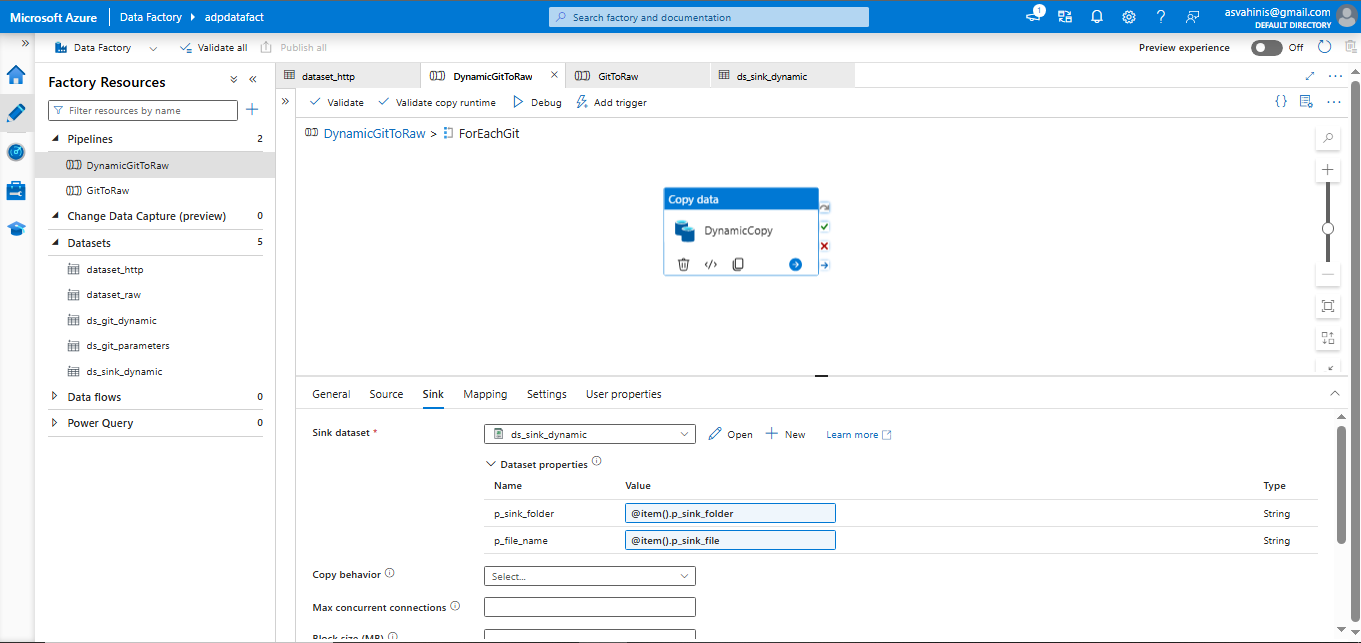 Microsoft Azure
Data Factory
adpdatafact
Search factory and documentation
1
asvahinis@gmail.com
DEFAULT DIRECTORY
Data Factory
Validate all
Publish all
Preview experience
Off
Factory Resources
Filter resources by name
Pipelines 2
DynamicGitToRaw
GitToRaw
Change Data Capture (preview) 0
Datasets 5
dataset_http
dataset_raw
ds_git_dynamic
ds_git_parameters
ds_sink_dynamic
Data flows 0
Power Query 0
dataset_http
DynamicGitToRaw
GitToRaw
ds_sink_dynamic
Validate
Validate copy runtime
Debug
Add trigger
DynamicGitToRaw > ForEachGit
Copy data
DynamicCopy
General
Source
Sink
Mapping
Settings
User properties
Sink dataset *
ds_sink_dynamic
Open
New
Learn more
Dataset properties
Name Value Type
p_sink_folder @item().p_sink_folder String
p_file_name @item().p_sink_file String
Copy behavior
Select...
Max concurrent connections
Block size (MB)